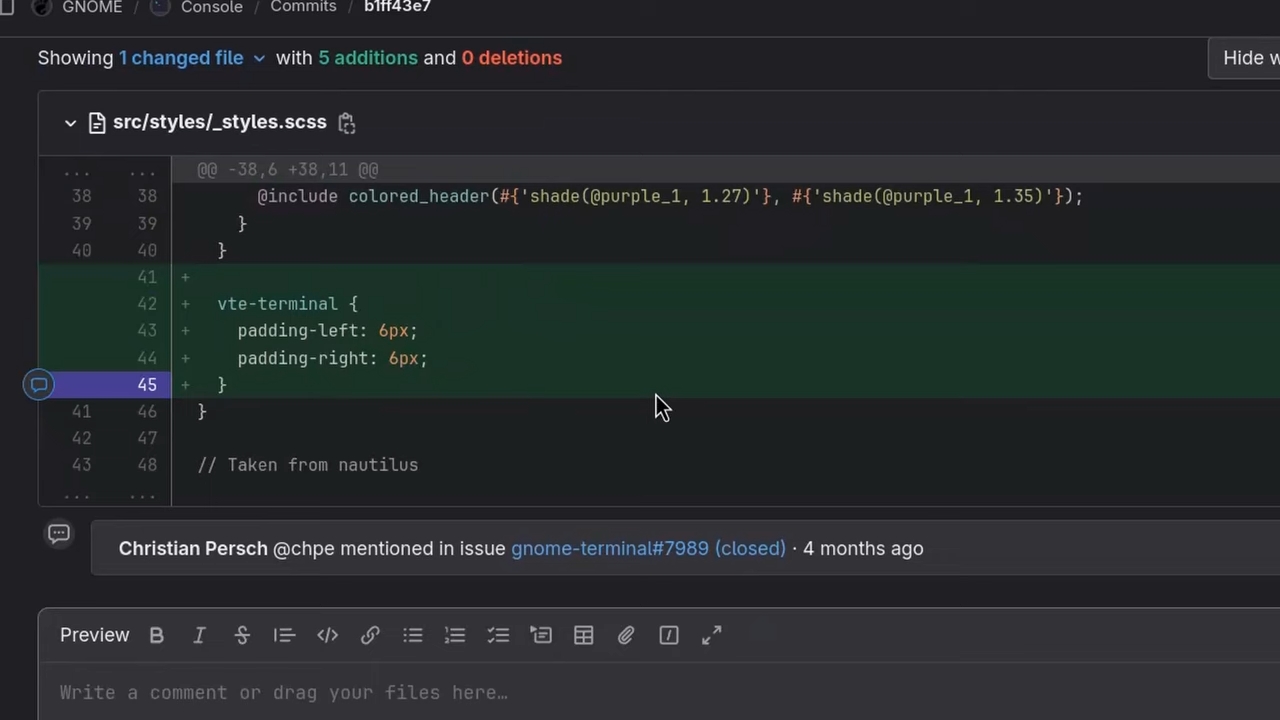 GNOME / Console / Commits / b1ff43e7
Showing 1 changed file with 5 additions and 0 deletions
Hide w
src/styles/_styles.scss
... ... @@ -38,6 +38,11 @@
38 38 @include colored_header(#{'shade(@purple_1, 1.27)'}, #{'shade(@purple_1, 1.35)'});
39 39 }
40 40 }
41 +
42 + vte-terminal {
43 + padding-left: 6px;
44 + padding-right: 6px;
45 + }
41 46 }
42 47
43 48 // Taken from nautilus
... ...
Christian Persch @chpe mentioned in issue gnome-terminal#7989 (closed) · 4 months ago
Preview
Write a comment or drag your files here…